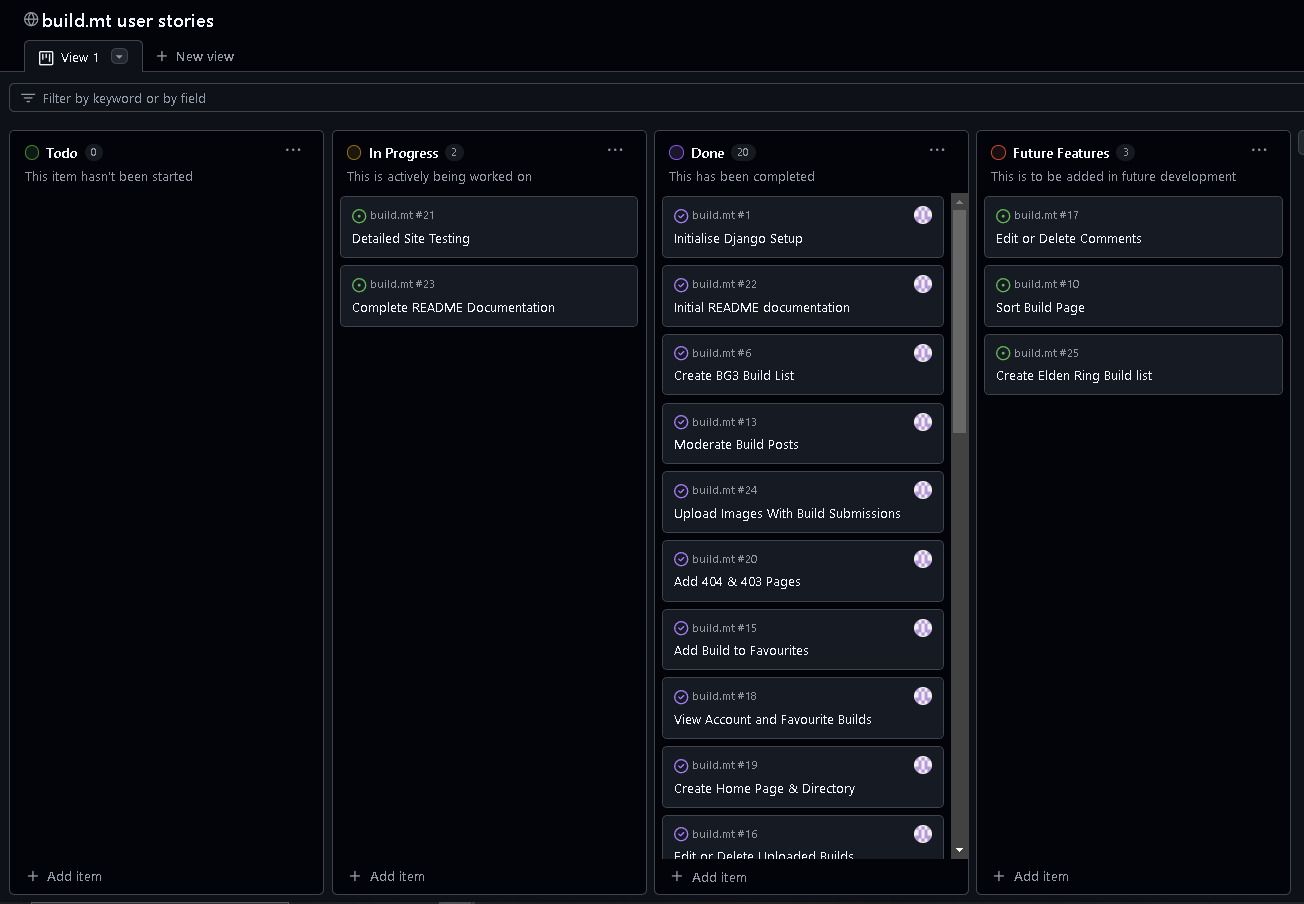 build.mt user stories
View 1
New view
Filter by keyword or by field
Todo 0
This item hasn't been started
Add item
In Progress 2
This is actively being worked on
build.mt #21
Detailed Site Testing
build.mt #23
Complete README Documentation
Add item
Done 20
This has been completed
build.mt #1
Initialise Django Setup
build.mt #22
Initial README documentation
build.mt #6
Create BG3 Build List
build.mt #13
Moderate Build Posts
build.mt #24
Upload Images With Build Submissions
build.mt #20
Add 404 & 403 Pages
build.mt #15
Add Build to Favourites
build.mt #18
View Account and Favourite Builds
build.mt #19
Create Home Page & Directory
build.mt #16
Edit or Delete Uploaded Builds
Add item
Future Features 3
This is to be added in future development
build.mt #17
Edit or Delete Comments
build.mt #10
Sort Build Page
build.mt #25
Create Elden Ring Build list
Add item